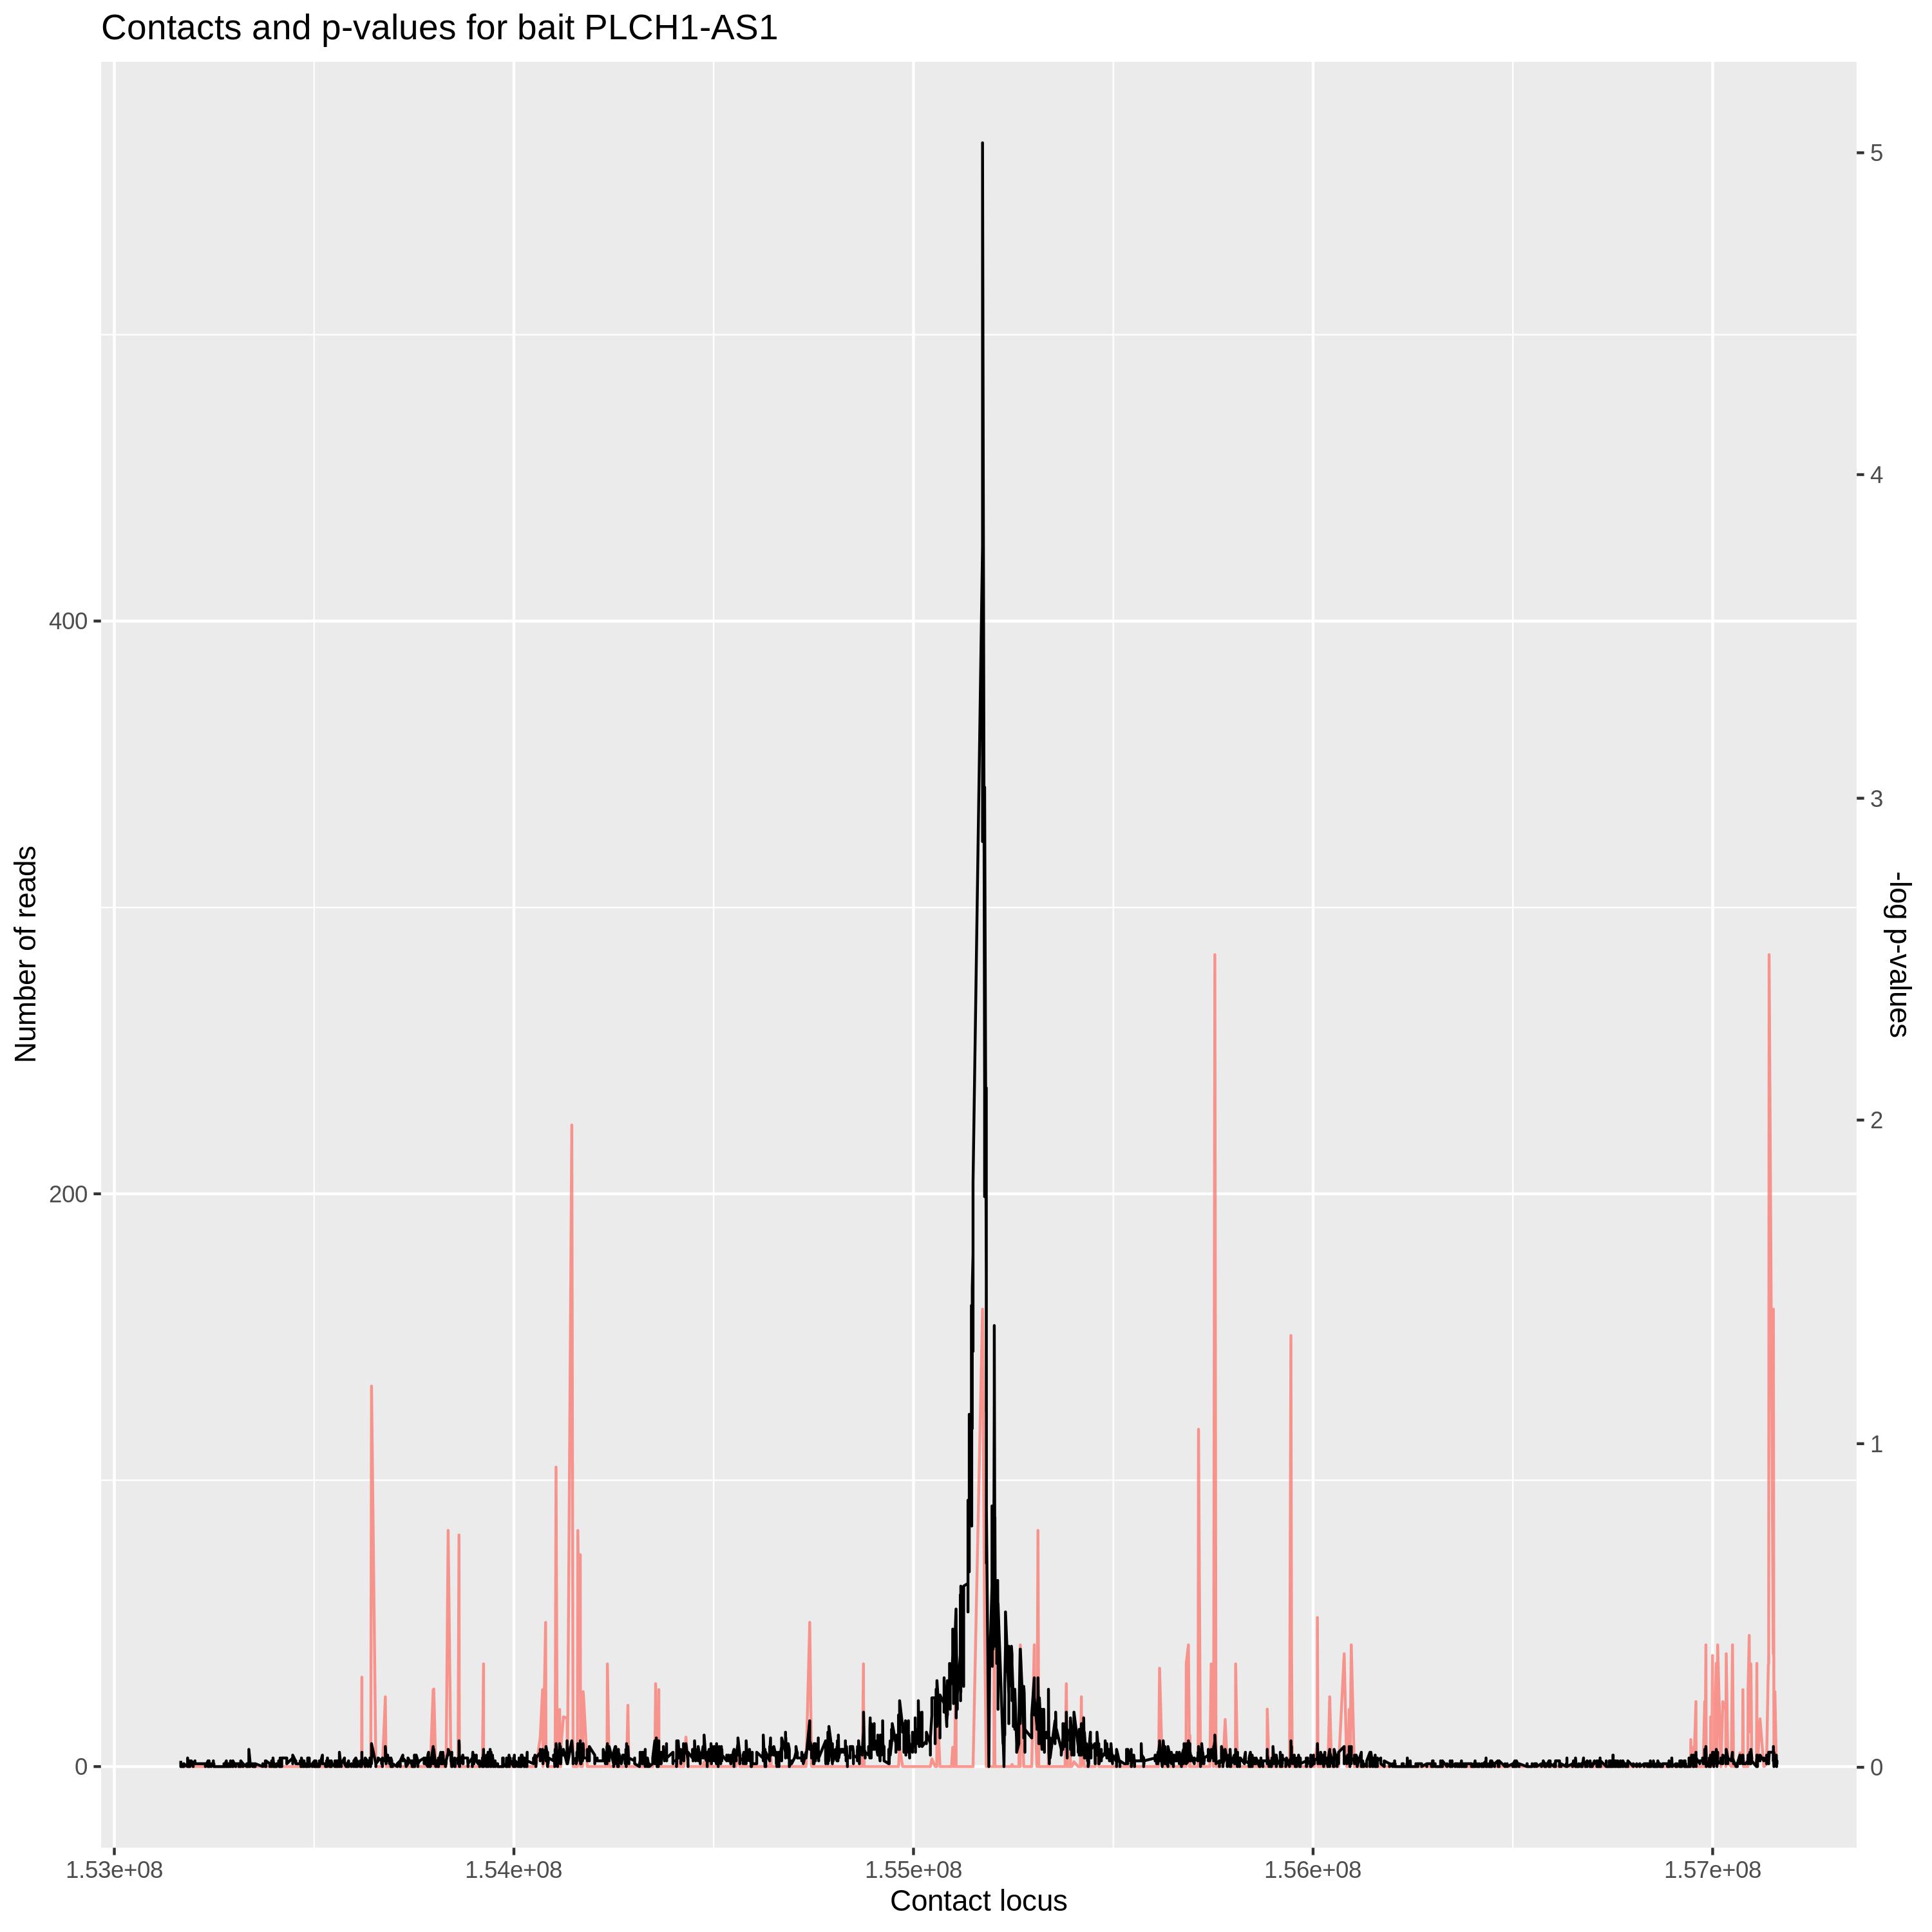 Contacts and p-values for bait PLCH1-AS1
5
4
400
3
Number of reads
-log p-values
2
200
1
0
0
1.53e+08
1.54e+08
1.55e+08
1.56e+08
1.57e+08
Contact locus